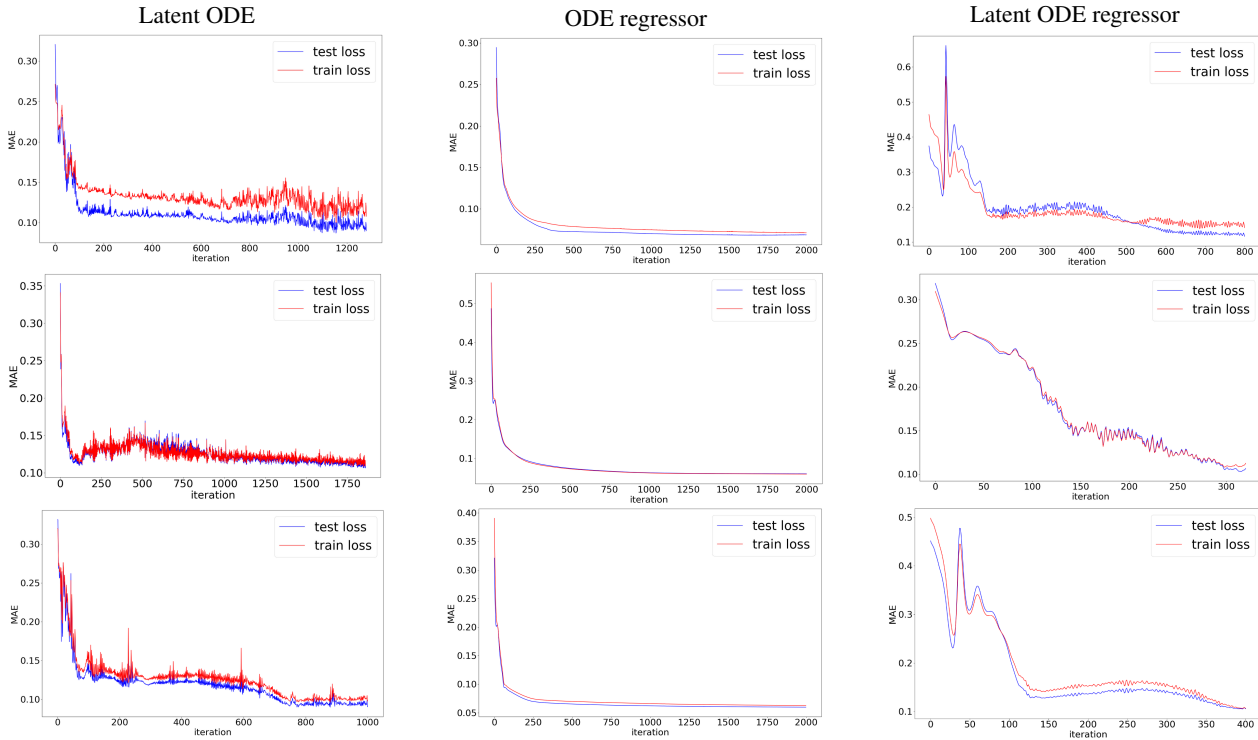 Latent ODE
ODE regressor
Latent ODE regressor
0.30
0.25
0.20
0.15
0.10
MAE
test loss
train loss
0 200 400 600 800 1000 1200
iteration
0.30
0.25
0.20
0.15
0.10
MAE
test loss
train loss
0 250 500 750 1000 1250 1500 1750 2000
iteration
0.6
0.5
0.4
0.3
0.2
0.1
MAE
test loss
train loss
0 100 200 300 400 500 600 700 800
iteration
0.35
0.30
0.25
0.20
0.15
0.10
MAE
test loss
train loss
0 250 500 750 1000 1250 1500 1750
iteration
0.5
0.4
0.3
0.2
0.1
MAE
test loss
train loss
0 250 500 750 1000 1250 1500 1750 2000
iteration
0.30
0.25
0.20
0.15
0.10
MAE
test loss
train loss
0 50 100 150 200 250 300
iteration
0.30
0.25
0.20
0.15
0.10
MAE
test loss
train loss
0 200 400 600 800 1000
iteration
0.40
0.35
0.30
0.25
0.20
0.15
0.10
0.05
MAE
test loss
train loss
0 250 500 750 1000 1250 1500 1750 2000
iteration
0.5
0.4
0.3
0.2
0.1
MAE
test loss
train loss
0 50 100 150 200 250 300 350 400
iteration